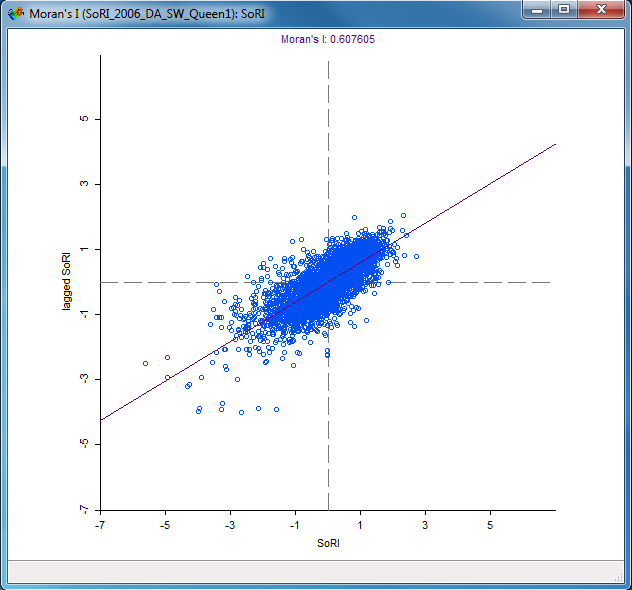 Moran's I (SoRI_2006_DA_SW_Queen1): SoRI
Moran's I: 0.607605
lagged SoRI
5
3
1
-1
-3
-5
-7
-7 -5 -3 -1 1 3 5
SoRI